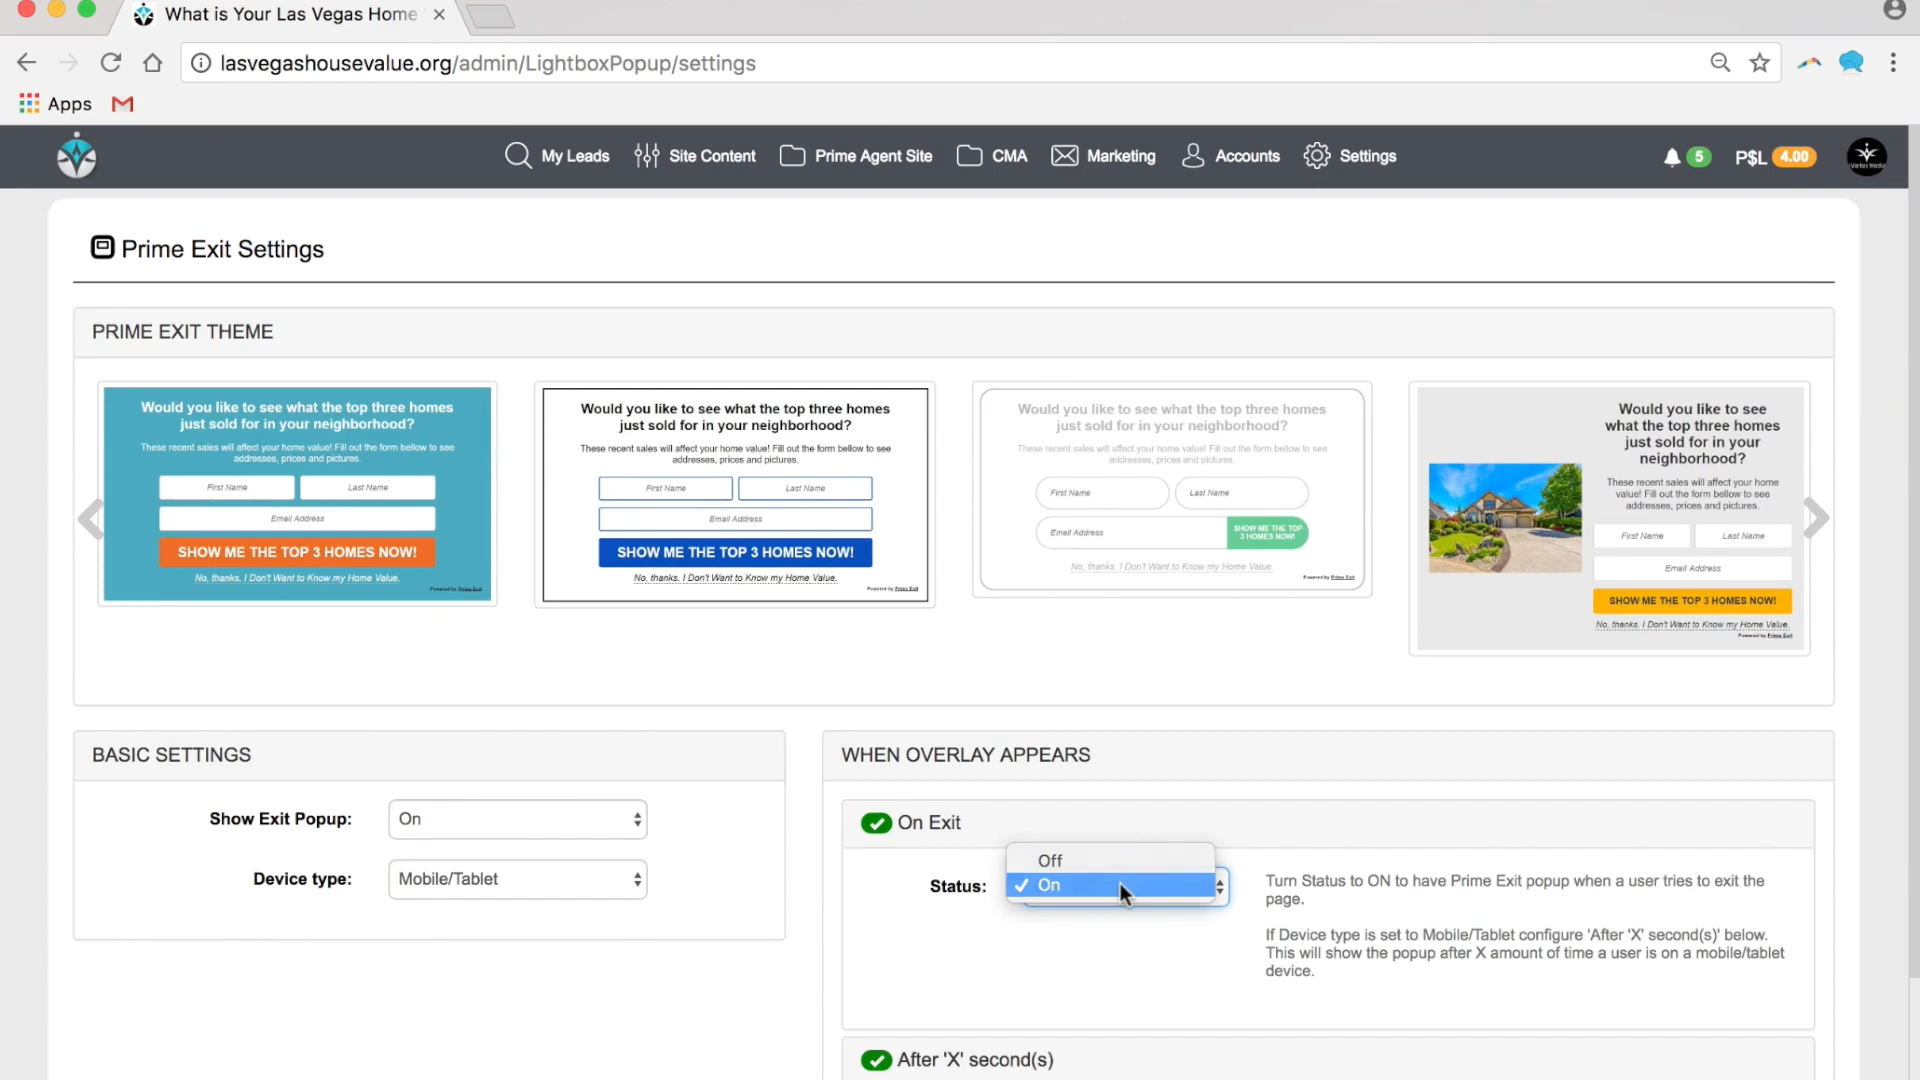 What is Your Las Vegas Home
lasvegashousevalue.org/admin/LightboxPopup/settings
Apps
My Leads
Site Content
Prime Agent Site
CMA
Marketing
Accounts
Settings
5
P$L 4.00
Prime Exit Settings
PRIME EXIT THEME
Would you like to see what the top three homes
just sold for in your neighborhood?
These recent sales will affect your home value! Fill out the form bellow to see
addresses, prices and pictures.
First Name
Last Name
Email Address
SHOW ME THE TOP 3 HOMES NOW!
No, thanks. I Don't Want to Know my Home Value.
Powered by Prime Exit
Would you like to see what the top three homes
just sold for in your neighborhood?
These recent sales will affect your home value! Fill out the form bellow to see
addresses, prices and pictures.
First Name
Last Name
Email Address
SHOW ME THE TOP 3 HOMES NOW!
No, thanks. I Don't Want to Know my Home Value.
Powered by Prime Exit
Would you like to see what the top three homes
just sold for in your neighborhood?
These recent sales will affect your home value! Fill out the form bellow to see
addresses, prices and pictures.
First Name
Last Name
Email Address
SHOW ME THE TOP
3 HOMES NOW!
No, thanks. I Don't Want to Know my Home Value.
Powered by Prime Exit
Would you like to see
what the top three homes
just sold for in your
neighborhood?
These recent sales will affect your home
value! Fill out the form bellow to see
addresses, prices and pictures.
First Name
Last Name
Email Address
SHOW ME THE TOP 3 HOMES NOW!
No, thanks. I Don't Want to Know my Home Value.
Powered by Prime Exit
BASIC SETTINGS
Show Exit Popup:
On
Device type:
Mobile/Tablet
WHEN OVERLAY APPEARS
On Exit
Status:
Off
On
Turn Status to ON to have Prime Exit popup when a user tries to exit the
page.
If Device type is set to Mobile/Tablet configure 'After 'X' second(s)' below.
This will show the popup after X amount of time a user is on a mobile/tablet
device.
After 'X' second(s)